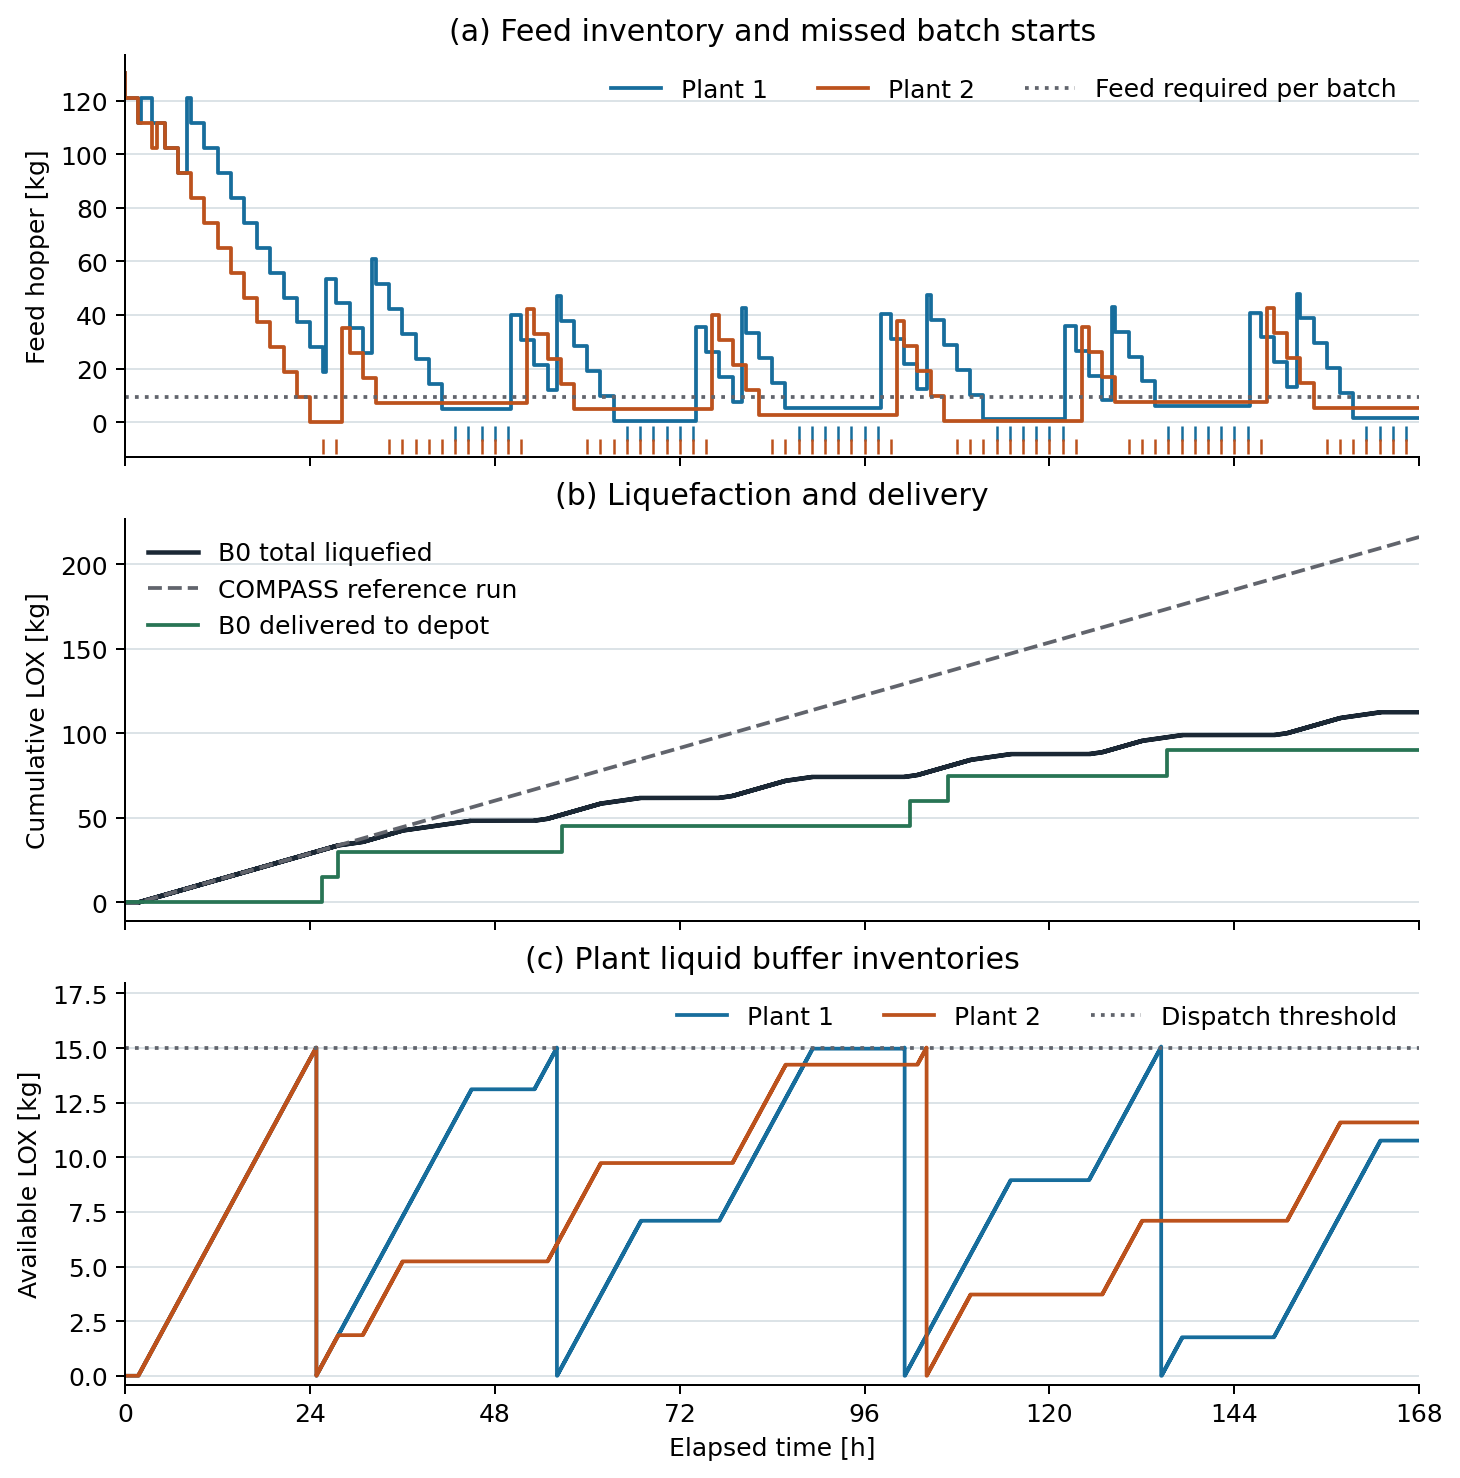 (a) Feed inventory and missed batch starts
Plant 1
Plant 2
Feed required per batch
Feed hopper [kg]
120
100
80
60
40
20
0
(b) Liquefaction and delivery
B0 total liquefied
COMPASS reference run
B0 delivered to depot
Cumulative LOX [kg]
200
150
100
50
0
(c) Plant liquid buffer inventories
Plant 1
Plant 2
Dispatch threshold
Available LOX [kg]
17.5
15.0
12.5
10.0
7.5
5.0
2.5
0.0
0 24 48 72 96 120 144 168
Elapsed time [h]